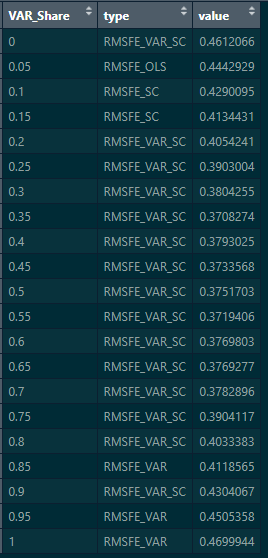 VAR_Share type value
0 RMSFE_VAR_SC 0.4612066
0.05 RMSFE_OLS 0.4442929
0.1 RMSFE_SC 0.4290095
0.15 RMSFE_SC 0.4134431
0.2 RMSFE_VAR_SC 0.4054241
0.25 RMSFE_VAR_SC 0.3903004
0.3 RMSFE_VAR_SC 0.3804255
0.35 RMSFE_VAR_SC 0.3708274
0.4 RMSFE_VAR_SC 0.3793025
0.45 RMSFE_VAR_SC 0.3733568
0.5 RMSFE_VAR_SC 0.3751703
0.55 RMSFE_VAR_SC 0.3719406
0.6 RMSFE_VAR_SC 0.3769803
0.65 RMSFE_VAR_SC 0.3769277
0.7 RMSFE_VAR_SC 0.3782896
0.75 RMSFE_VAR_SC 0.3904117
0.8 RMSFE_VAR_SC 0.4033383
0.85 RMSFE_VAR 0.4118565
0.9 RMSFE_VAR_SC 0.4304067
0.95 RMSFE_VAR 0.4505358
1 RMSFE_VAR 0.4699944